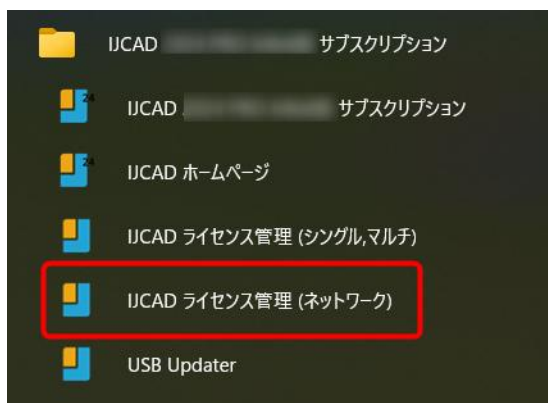 IJCAD サブスクリプション
24
IJCAD サブスクリプション
24
IJCAD ホームページ
IJCAD ライセンス管理 (シングル,マルチ)
IJCAD ライセンス管理 (ネットワーク)
USB Updater